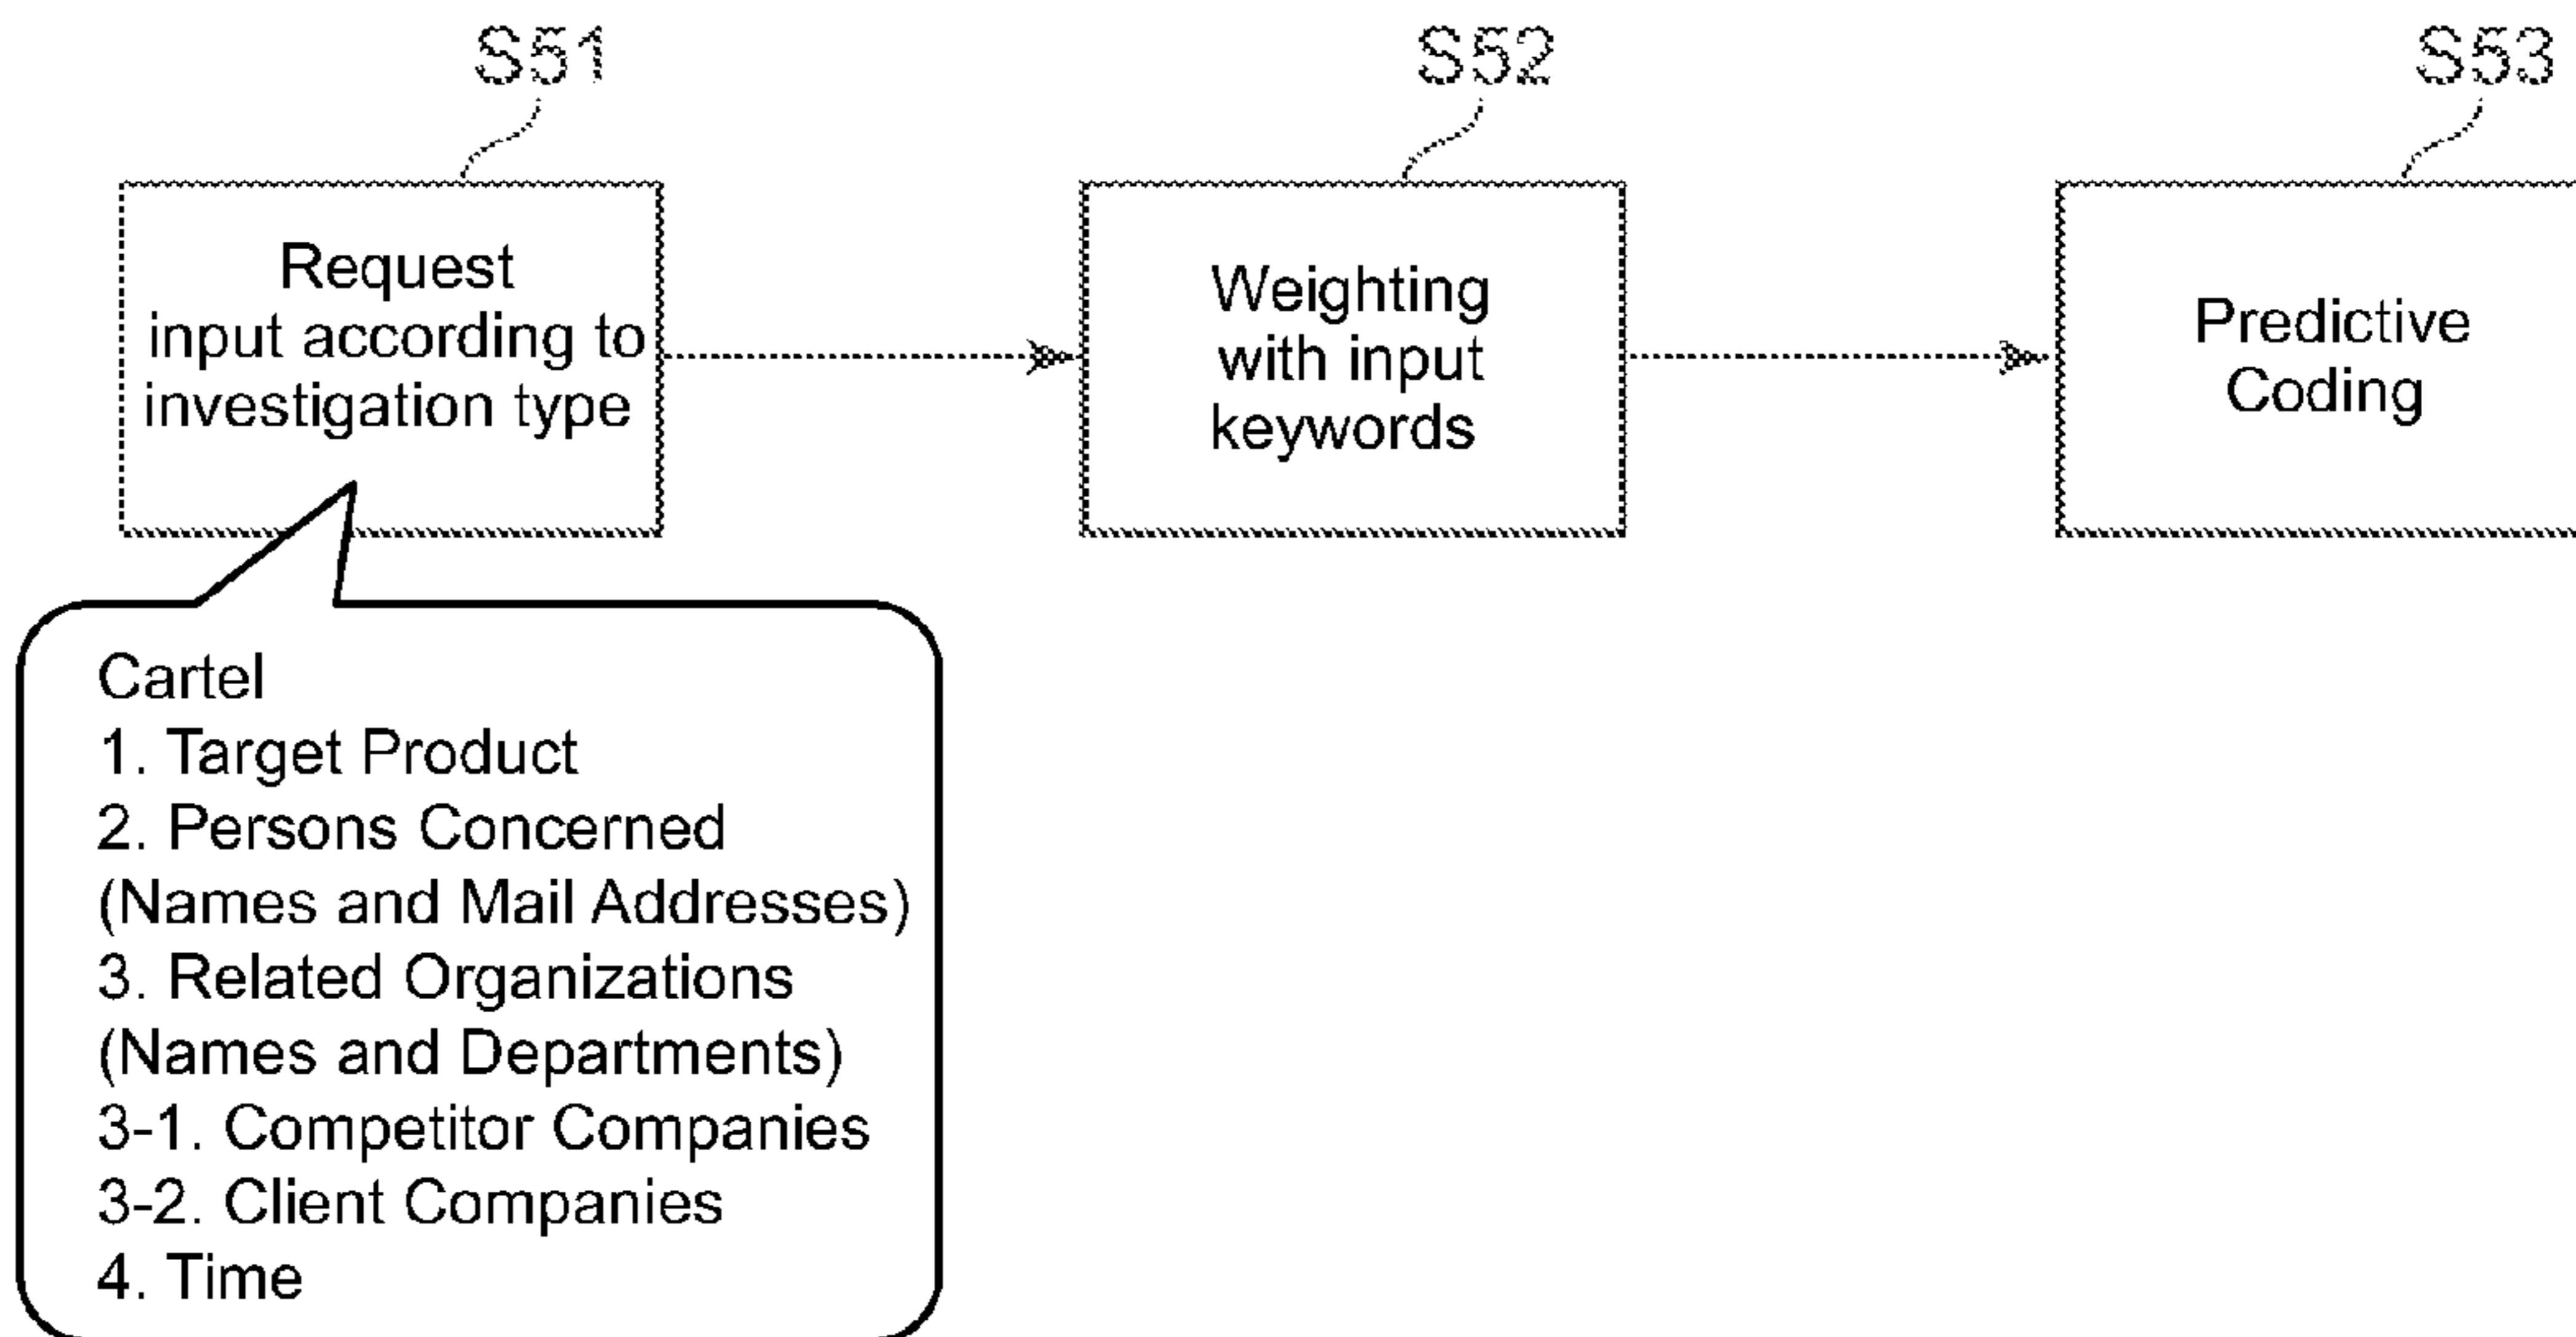 S51
S52
S53
Request
input according to
investigation type
Weighting
with input
keywords
Predictive
Coding
Cartel
1. Target Product
2. Persons Concerned
(Names and Mail Addresses)
3. Related Organizations
(Names and Departments)
3-1. Competitor Companies
3-2. Client Companies
4. Time